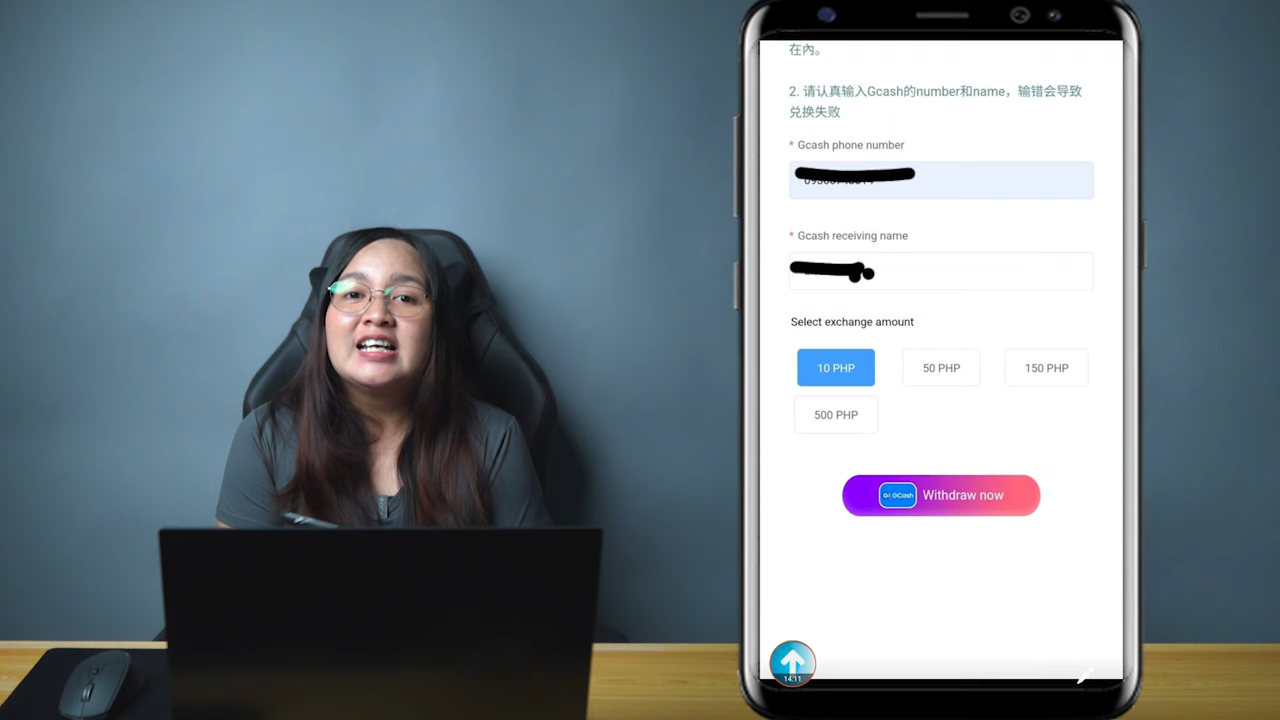 在內。
2. 请认真输入Gcash的number和name，输错会导致
兑换失败
* Gcash phone number
* Gcash receiving name
Select exchange amount
10 PHP
50 PHP
150 PHP
500 PHP
GCash Withdraw now
14:11